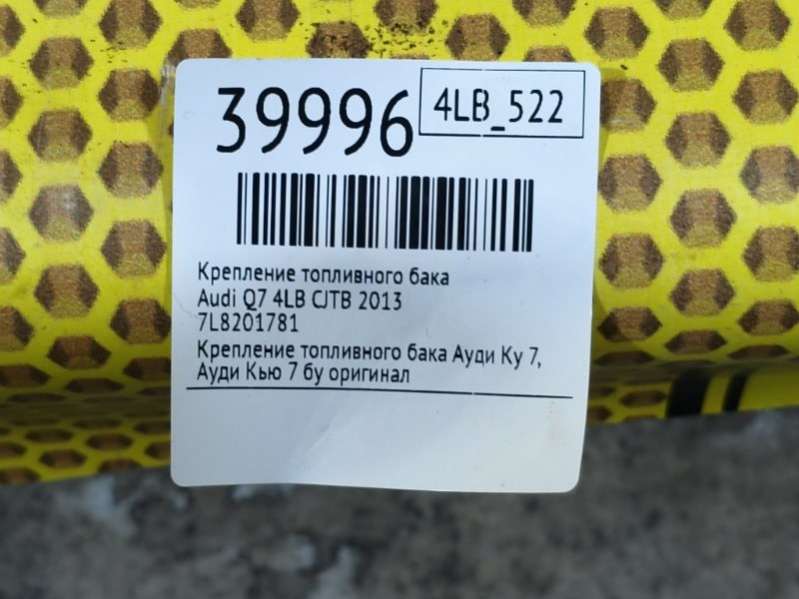 39996
4LB_522
Крепление топливного бака
Audi Q7 4LB CJTB 2013
7L8201781
Крепление топливного бака Ауди Ку 7,
Ауди Кью 7 бу оригинал